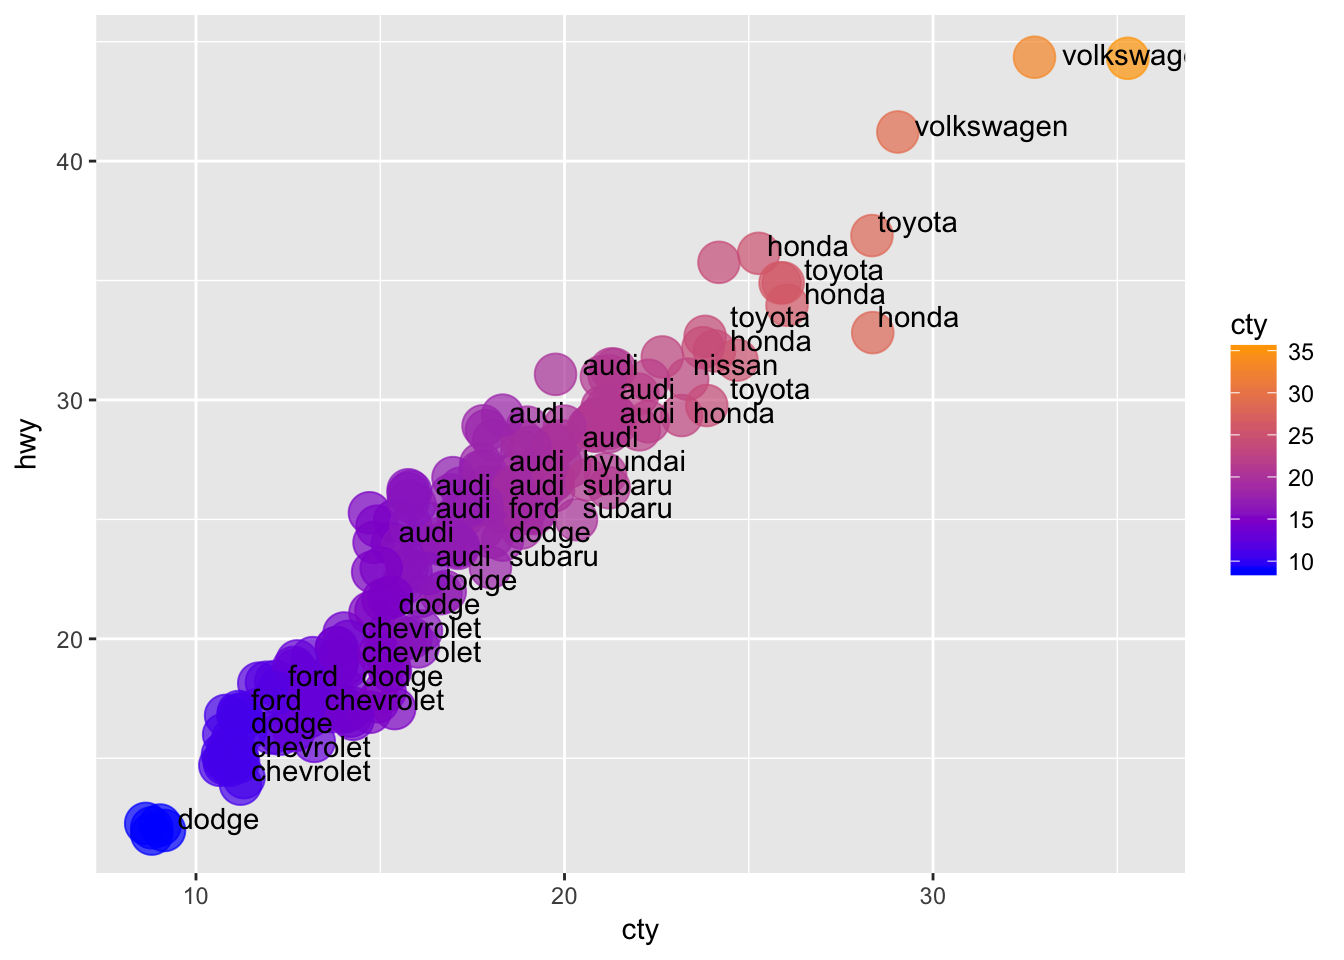 volkswage
volkswagen
40
toyota
honda
toyota
honda
toyota
honda
honda
audi
nissan
audi
toyota
30
audi
audi
honda
audi
audi
hyundai
audi
audi
subaru
audi
ford
subaru
audi
dodge
audi
subaru
dodge
dodge
chevrolet
20
chevrolet
ford
dodge
ford
chevrolet
dodge
chevrolet
chevrolet
dodge
hwy
10
20
30
cty
cty
35
30
25
20
15
10